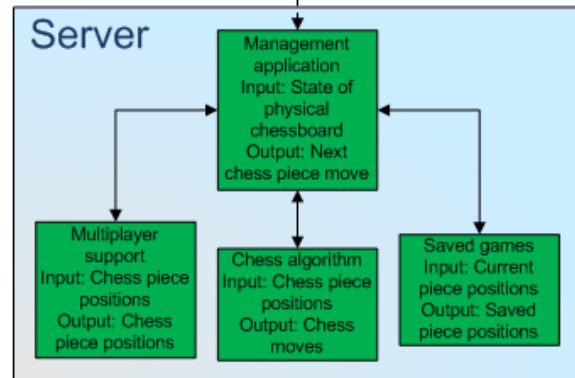 Server
Management
application
Input: State of
physical
chessboard
Output: Next
chess piece move
Multiplayer
support
Input: Chess piece
positions
Output: Chess
piece positions
Chess algorithm
Input: Chess piece
positions
Output: Chess
moves
Saved games
Input: Current
piece positions
Output: Saved
piece positions